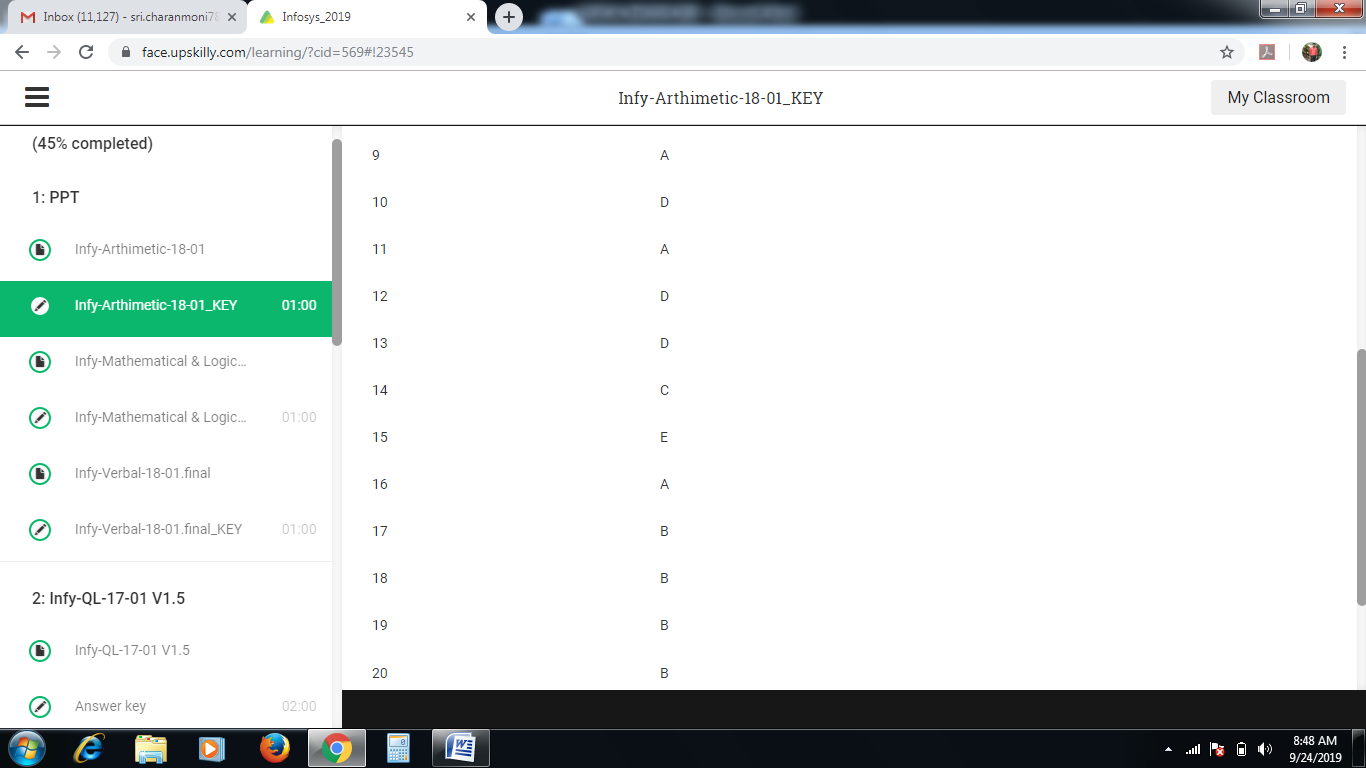 Inbox (11,127) - sri.charanmoni78
Infosys_2019
face.upskilly.com/learning/?cid=569#!23545
Infy-Arthimetic-18-01_KEY
My Classroom
(45% completed)
1: PPT
Infy-Arthimetic-18-01
Infy-Arthimetic-18-01_KEY 01:00
Infy-Mathematical & Logic...
Infy-Mathematical & Logic... 01:00
Infy-Verbal-18-01.final
Infy-Verbal-18-01.final_KEY 01:00
2: Infy-QL-17-01 V1.5
Infy-QL-17-01 V1.5
Answer key 02:00
9 A
10 D
11 A
12 D
13 D
14 C
15 E
16 A
17 B
18 B
19 B
20 B
8:48 AM
9/24/2019